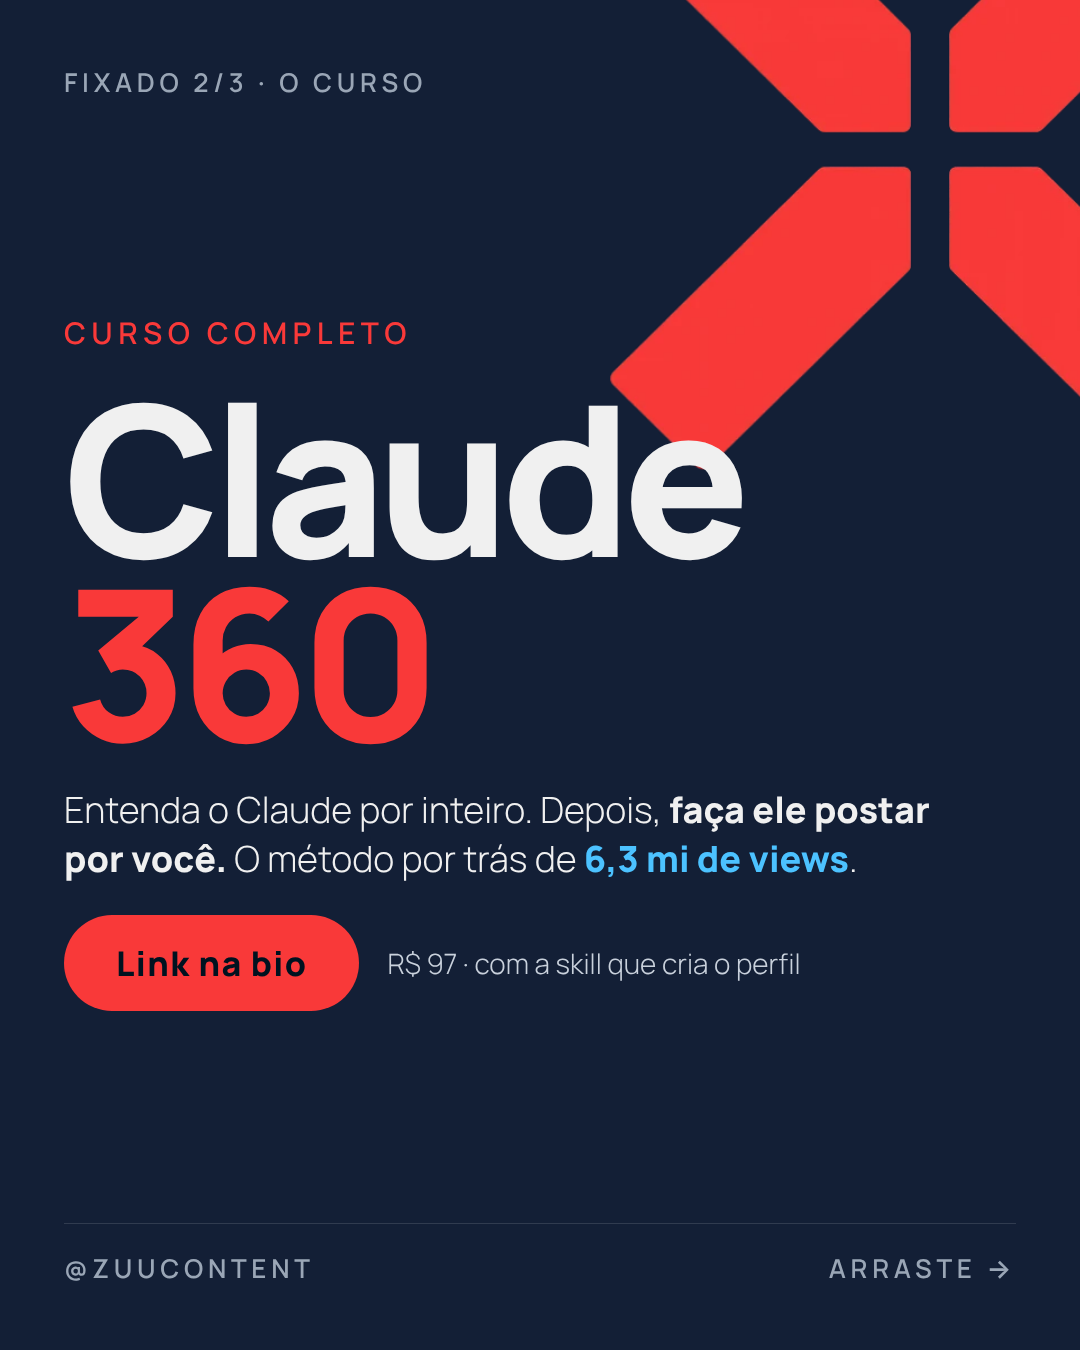 FIXADO 2/3 · O CURSO
CURSO COMPLETO
Claude
360
Entenda o Claude por inteiro. Depois, faça ele postar
por você. O método por trás de 6,3 mi de views.
Link na bio
R$ 97 · com a skill que cria o perfil
@ZUUCONTENT
ARRASTE →